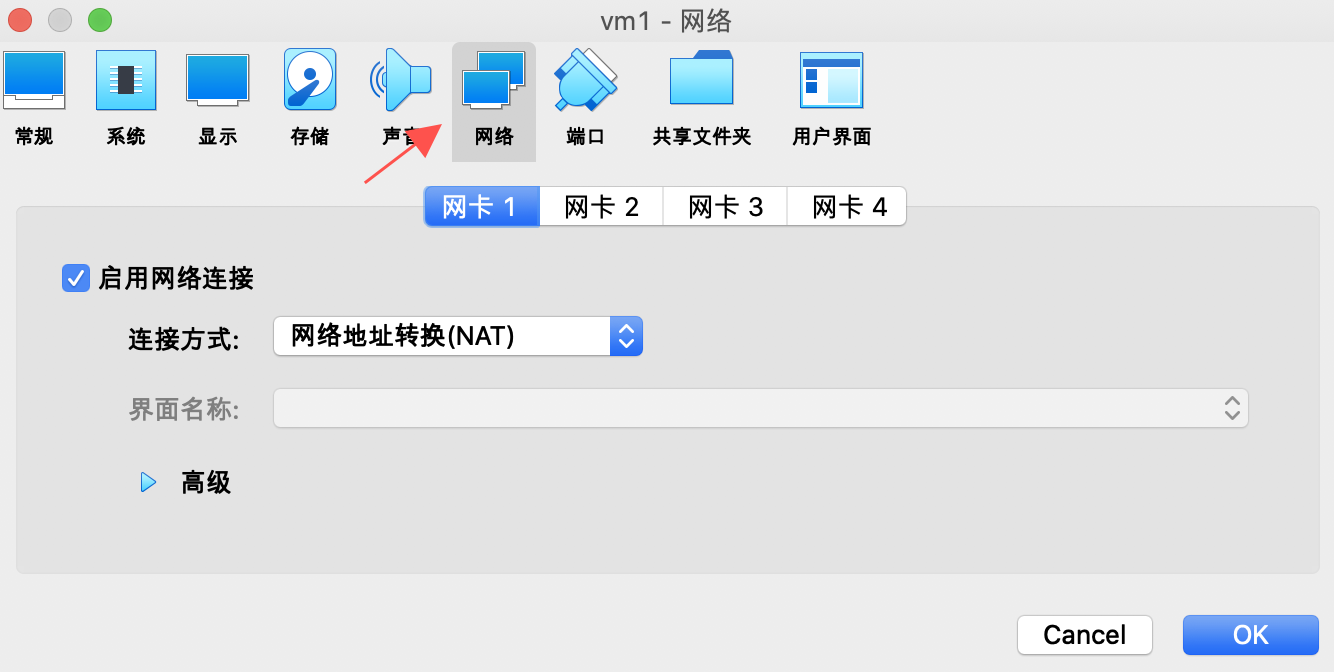 vm1 - 网络
常规 系统 显示 存储 声音 网络 端口 共享文件夹 用户界面
网卡 1 网卡 2 网卡 3 网卡 4
启用网络连接
连接方式: 网络地址转换(NAT)
界面名称:
高级
Cancel OK